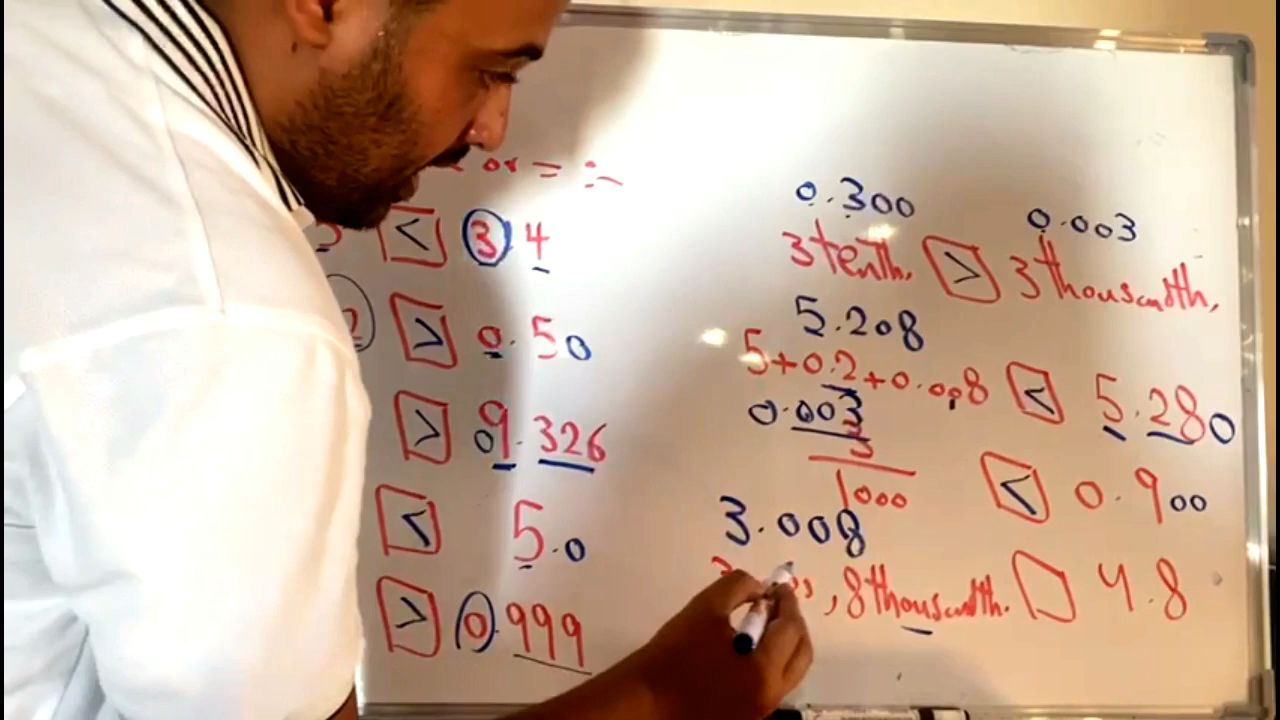 or = :-
< 3.4
2 > 0.50
> 09.326
< 5.0
> 0.999
0.300 0.003
3 tenth. > 3 thousandth.
5.208
5+0.2+0.008 < 5.280
0.003
3
1000 < 0.900
3.008
, 8 thousandth. 4.8